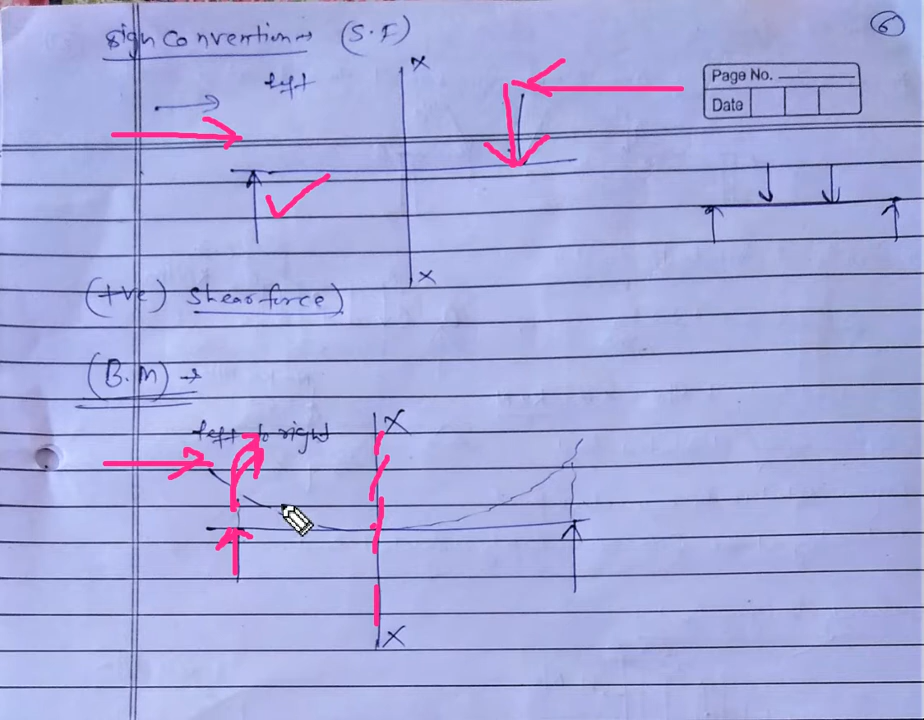 Sign Convention → (S.F)
6
left
X
Page No.
Date
X
(+ve) Shear force)
(B.M) →
left to right
X
X